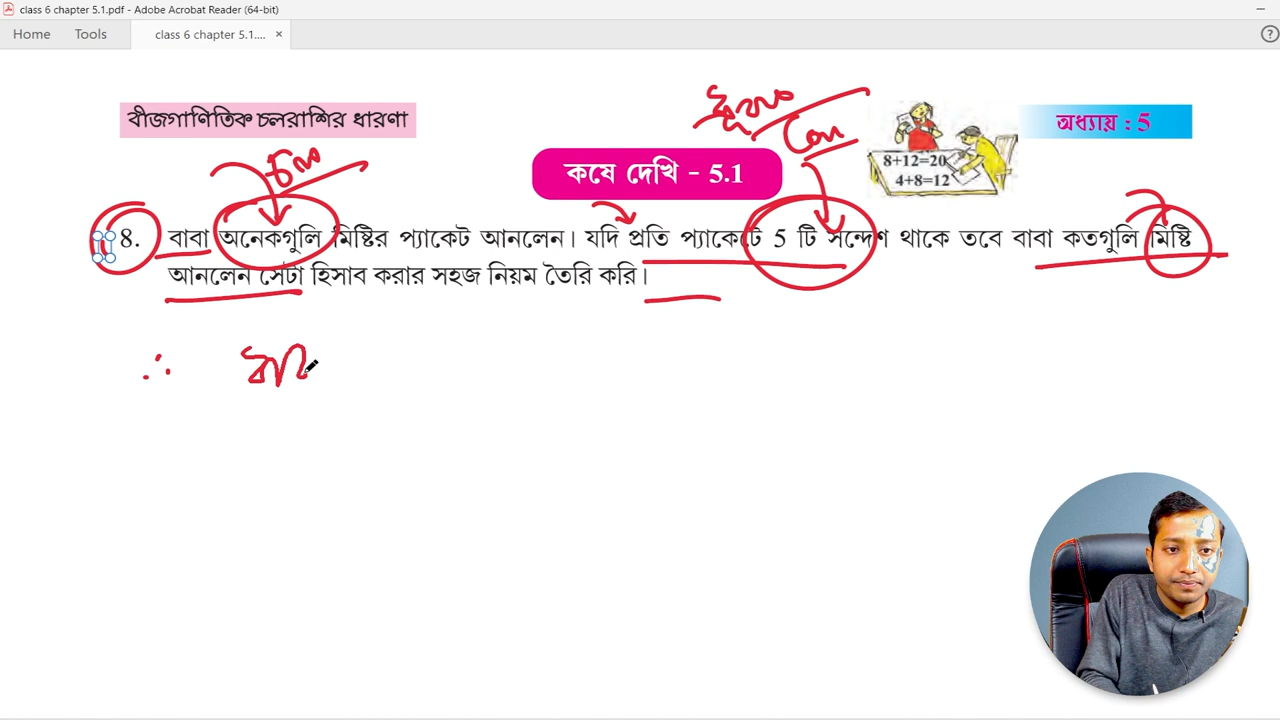 class 6 chapter 5.1.pdf - Adobe Acrobat Reader (64-bit)
Home Tools class 6 chapter 5.1.... ×
বীজগাণিতিক চলরাশির ধারণা
অধ্যায় : 5
8+12=20
4+8=12
কষে দেখি - 5.1
8. বাবা অনেকগুলি মিষ্টির প্যাকেট আনলেন। যদি প্রতি প্যাকেটে 5 টি সন্দেশ থাকে তবে বাবা কতগুলি মিষ্টি
আনলেন সেটা হিসাব করার সহজ নিয়ম তৈরি করি।
∴